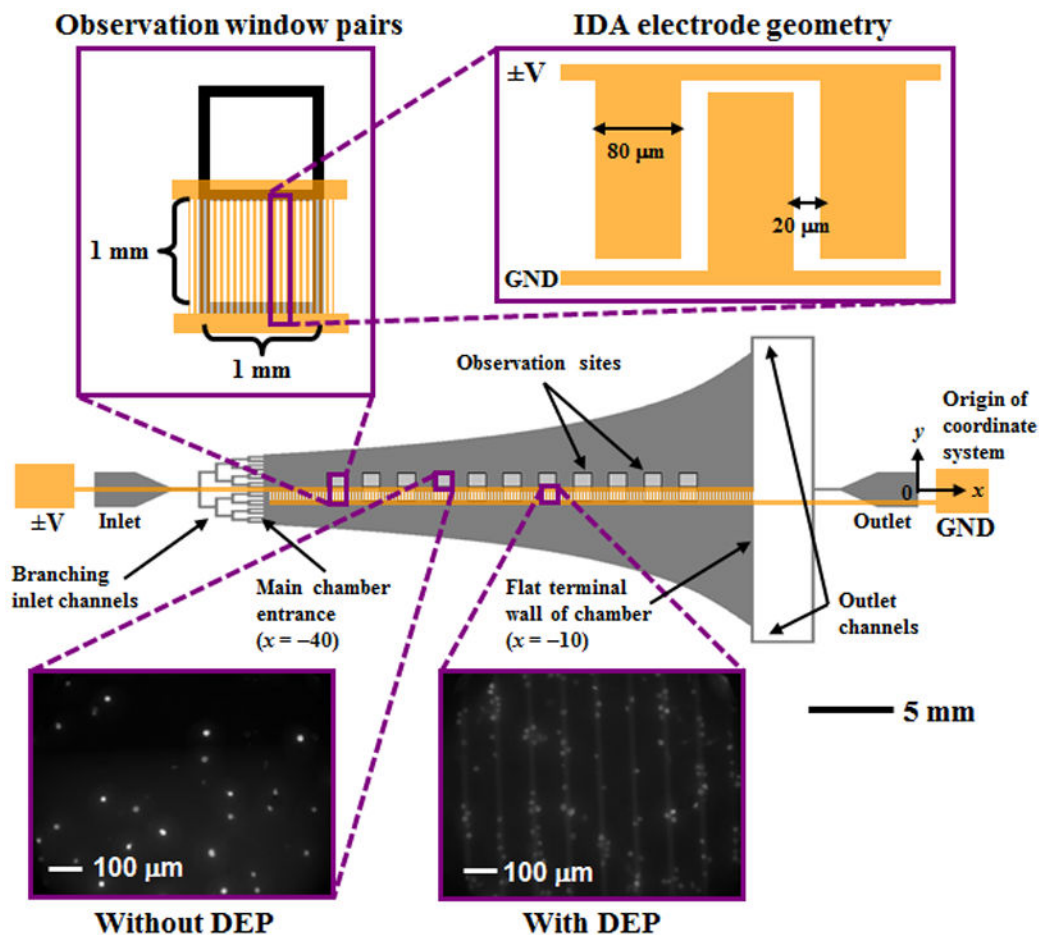 Observation window pairs
IDA electrode geometry
±V
80 µm
20 µm
GND
1 mm
1 mm
Observation sites
Origin of
coordinate
system
y
0
x
±V
Inlet
Outlet
GND
Branching
inlet channels
Main chamber
entrance
(x = –40)
Flat terminal
wall of chamber
(x = –10)
Outlet
channels
5 mm
100 µm
100 µm
Without DEP
With DEP